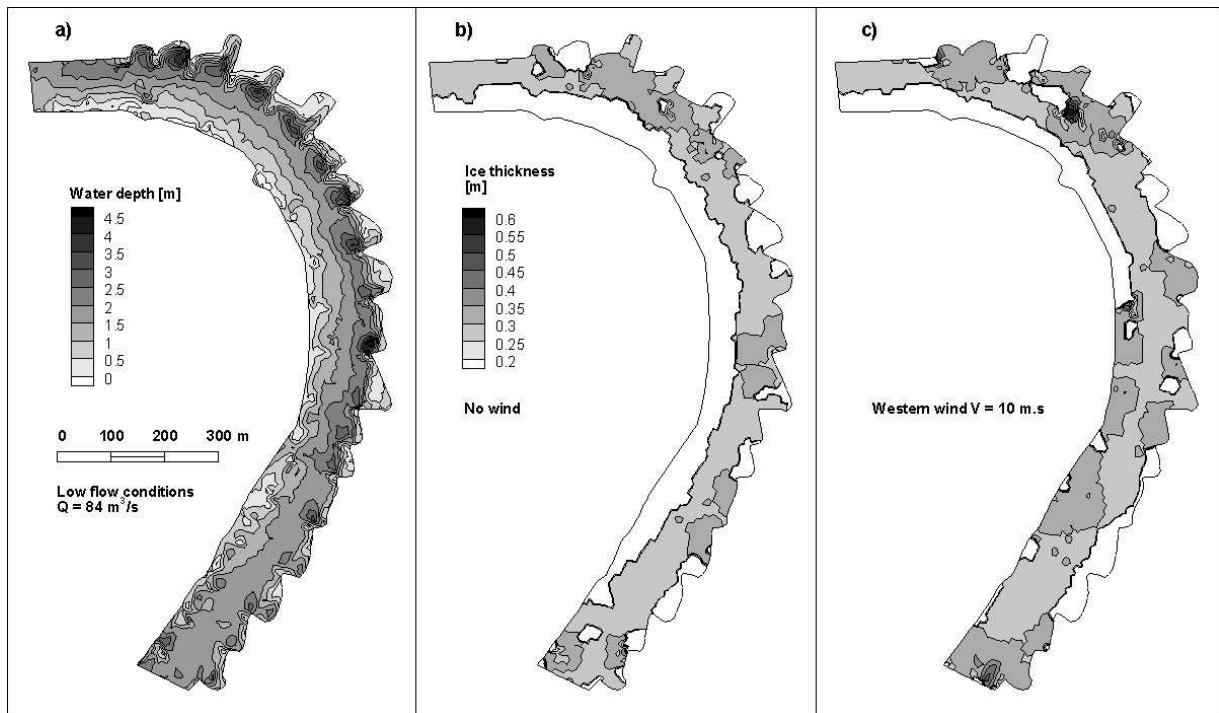 a)
Water depth [m]
4.5
4
3.5
3
2.5
2
1.5
1
0.5
0
0 100 200 300 m
Low flow conditions
Q = 84 m³/s
b)
Ice thickness
[m]
0.6
0.55
0.5
0.45
0.4
0.35
0.3
0.25
0.2
No wind
c)
Western wind V = 10 m.s